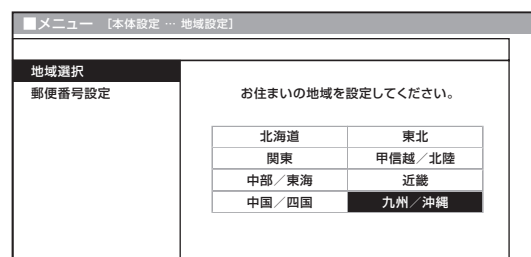 ■メニュー [本体設定 … 地域設定]
地域選択
郵便番号設定
お住まいの地域を設定してください。
北海道 東北
関東 甲信越／北陸
中部／東海 近畿
中国／四国 九州／沖縄